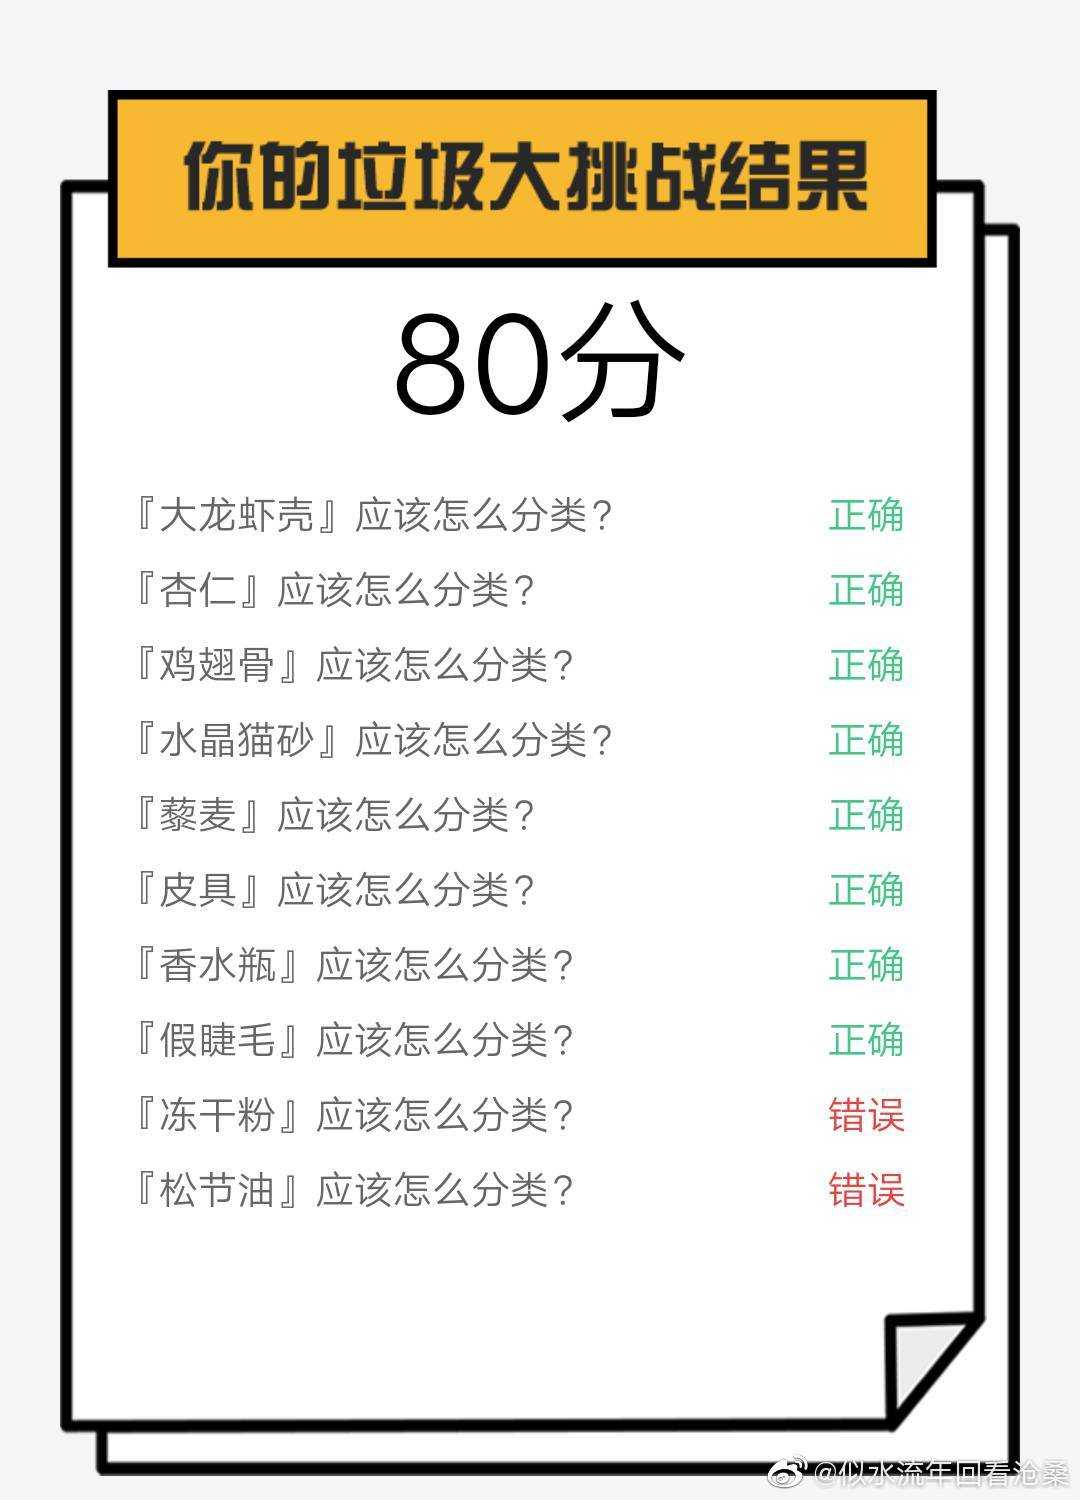 你的垃圾大挑战结果
80分
『大龙虾壳』应该怎么分类? 正确
『杏仁』应该怎么分类? 正确
『鸡翅骨』应该怎么分类? 正确
『水晶猫砂』应该怎么分类? 正确
『藜麦』应该怎么分类? 正确
『皮具』应该怎么分类? 正确
『香水瓶』应该怎么分类? 正确
『假睫毛』应该怎么分类? 正确
『冻干粉』应该怎么分类? 错误
『松节油』应该怎么分类? 错误
@似水流年回看沧桑